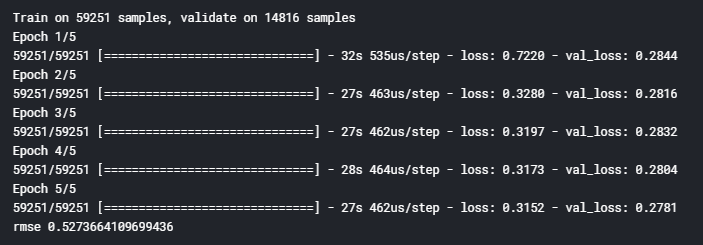 Train on 59251 samples, validate on 14816 samples
Epoch 1/5
59251/59251 [==============================] - 32s 535us/step - loss: 0.7220 - val_loss: 0.2844
Epoch 2/5
59251/59251 [==============================] - 27s 463us/step - loss: 0.3280 - val_loss: 0.2816
Epoch 3/5
59251/59251 [==============================] - 27s 462us/step - loss: 0.3197 - val_loss: 0.2832
Epoch 4/5
59251/59251 [==============================] - 28s 464us/step - loss: 0.3173 - val_loss: 0.2804
Epoch 5/5
59251/59251 [==============================] - 27s 462us/step - loss: 0.3152 - val_loss: 0.2781
rmse 0.5273664109699436